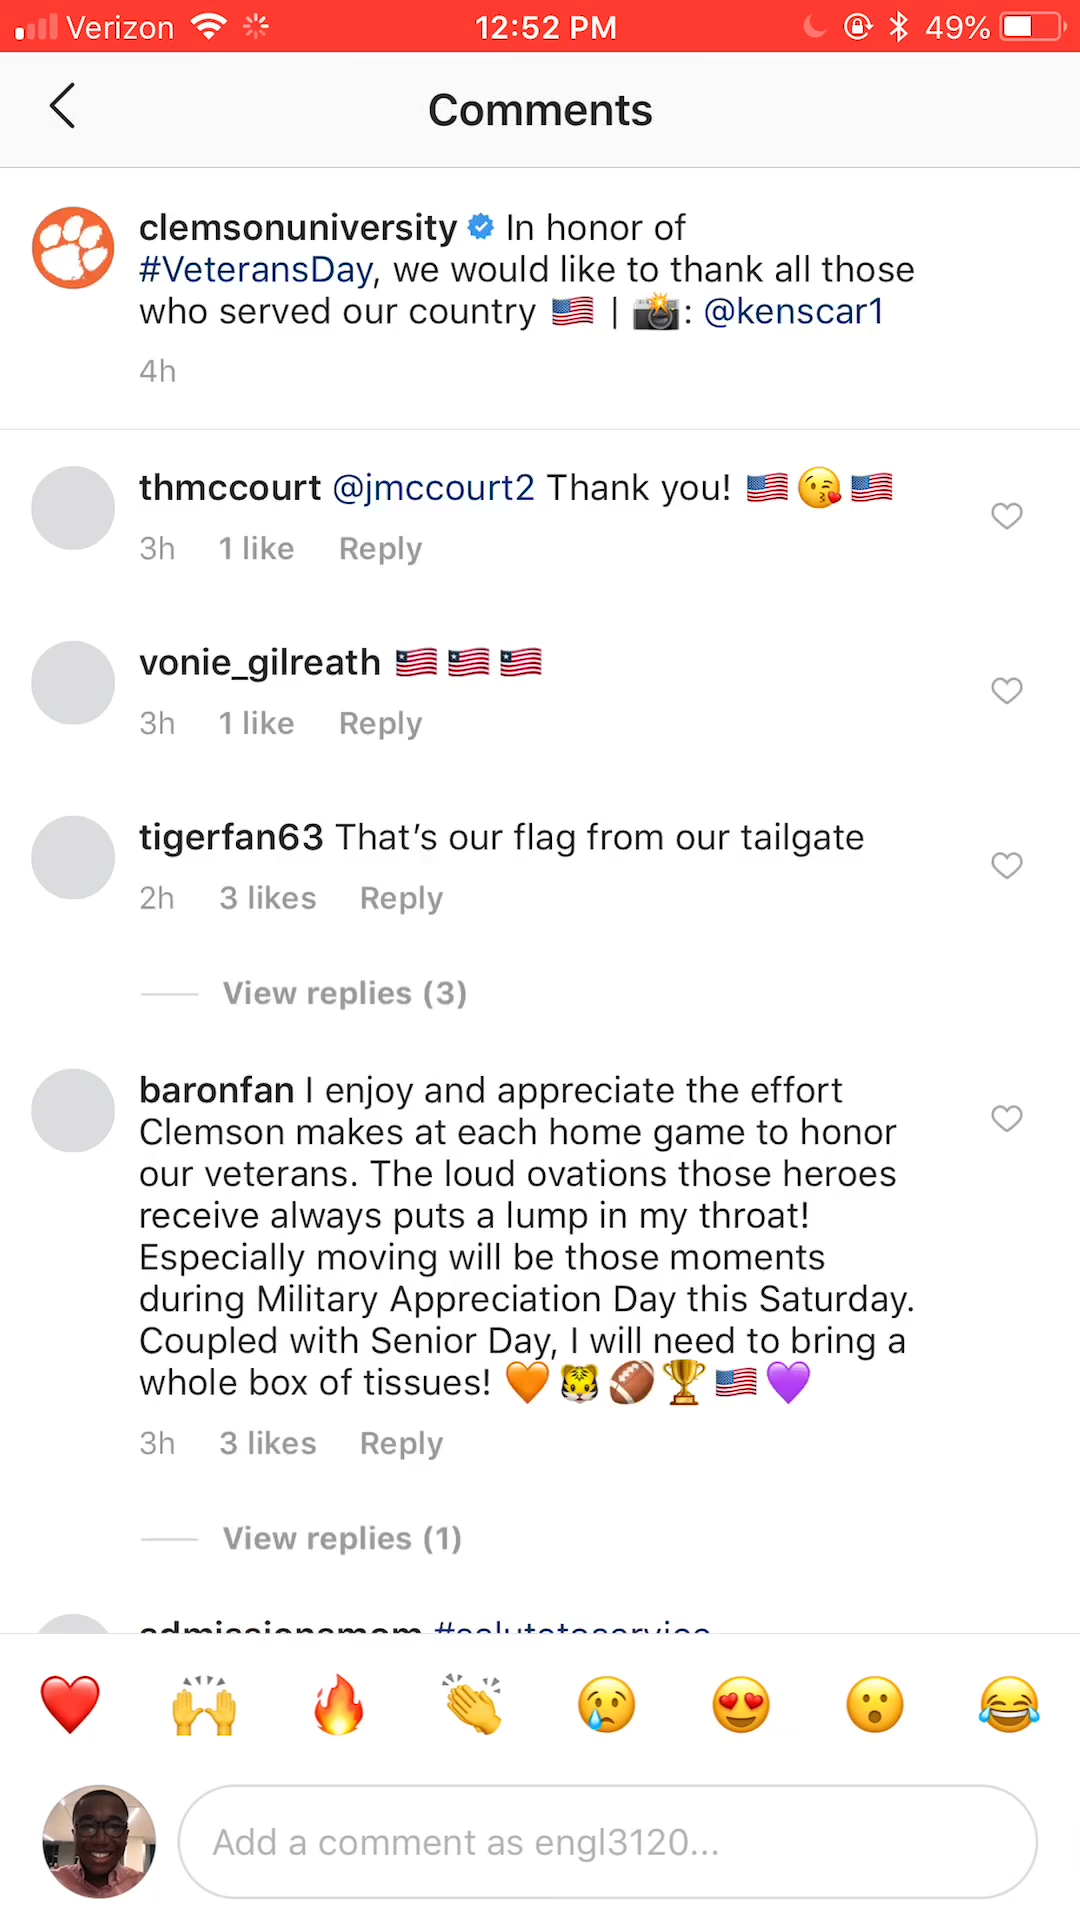 Verizon 12:52 PM 49%
Comments
clemsonuniversity In honor of
#VeteransDay, we would like to thank all those
who served our country 🇺🇸 | 📸: @kenscar1
4h
thmccourt @jmccourt2 Thank you! 🇺🇸😘🇺🇸
3h 1 like Reply
vonie_gilreath 🇱🇷🇱🇷🇱🇷
3h 1 like Reply
tigerfan63 That’s our flag from our tailgate
2h 3 likes Reply
View replies (3)
baronfan I enjoy and appreciate the effort
Clemson makes at each home game to honor
our veterans. The loud ovations those heroes
receive always puts a lump in my throat!
Especially moving will be those moments
during Military Appreciation Day this Saturday.
Coupled with Senior Day, I will need to bring a
whole box of tissues! 🧡🐯🏈🏆🇺🇸💜
3h 3 likes Reply
View replies (1)
admissionsmom #salutetoservice
Add a comment as engl3120...